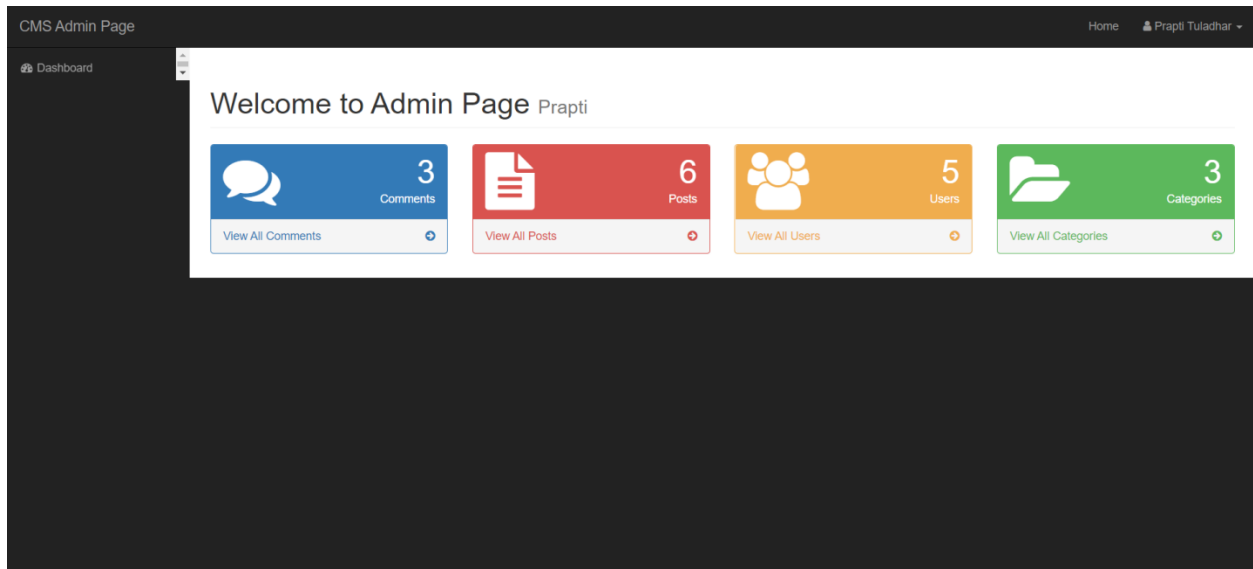 CMS Admin Page
Home
Prapti Tuladhar
Dashboard
Welcome to Admin Page Prapti
3
Comments
View All Comments
6
Posts
View All Posts
5
Users
View All Users
3
Categories
View All Categories